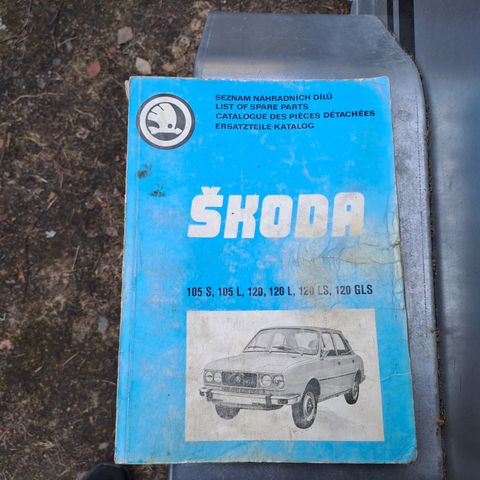 SEZNAM NÁHRADNÍCH DÍLŮ
LIST OF SPARE PARTS
CATALOGUE DES PIÈCES DÉTACHÉES
ERSATZTEILE-KATALOG
ŠKODA
105 S, 105 L, 120, 120 L, 120 LS, 120 GLS